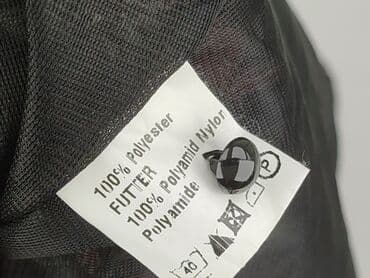 100% Polyester
FUTTER
100% Polyamid Nylon
Polyamide
40
P